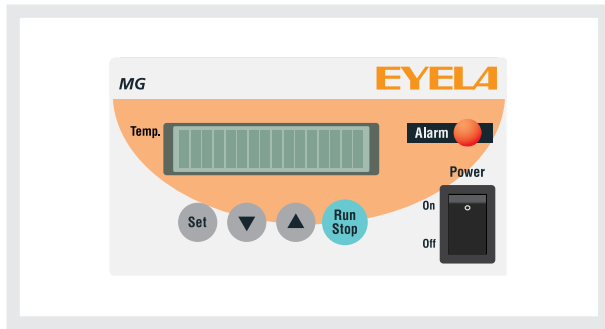 MG
EYELA
Temp.
Alarm
Power
On
Off
Set
▼
▲
Run
Stop